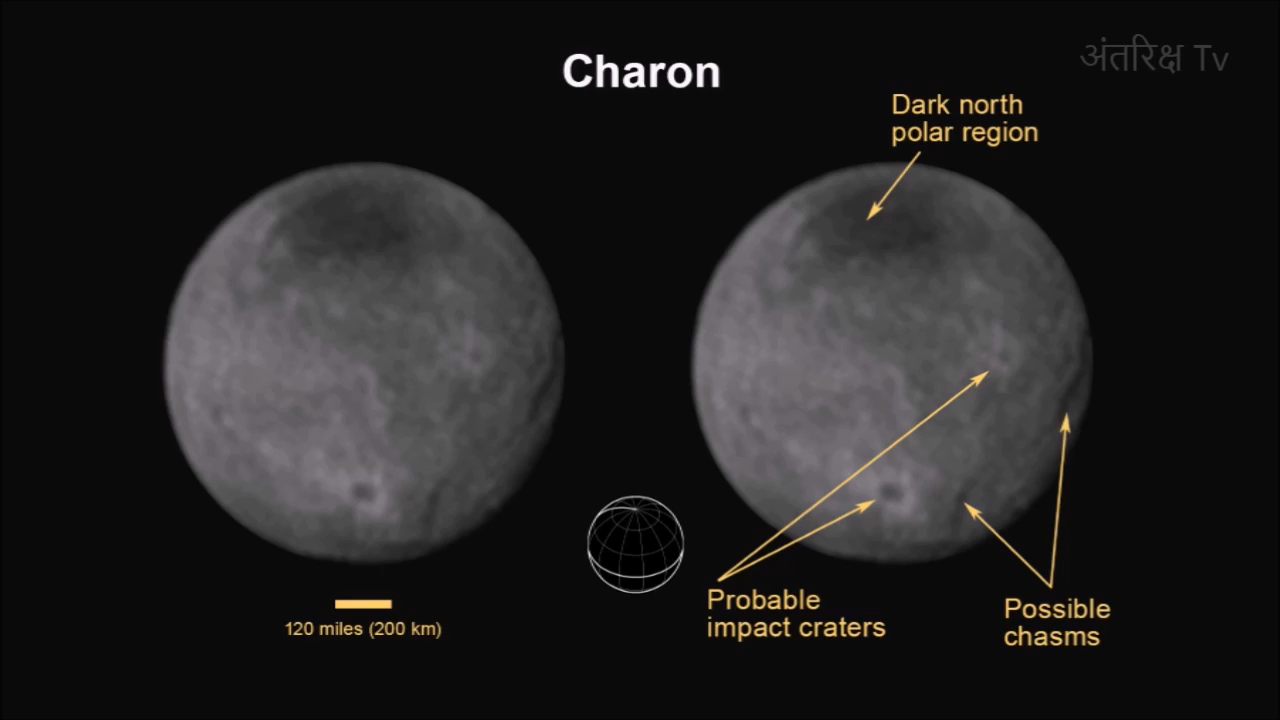 Charon
अंतरिक्ष Tv
Dark north
polar region
120 miles (200 km)
Probable
impact craters
Possible
chasms